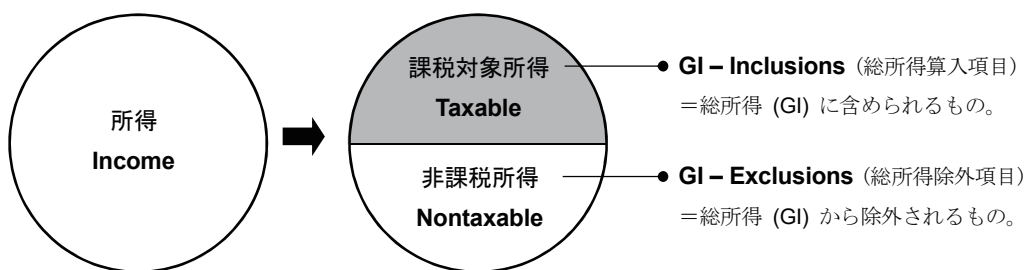 所得
Income
課税対象所得
Taxable
非課税所得
Nontaxable
GI – Inclusions（総所得算入項目）
＝総所得 (GI) に含められるもの。
GI – Exclusions（総所得除外項目）
＝総所得 (GI) から除外されるもの。